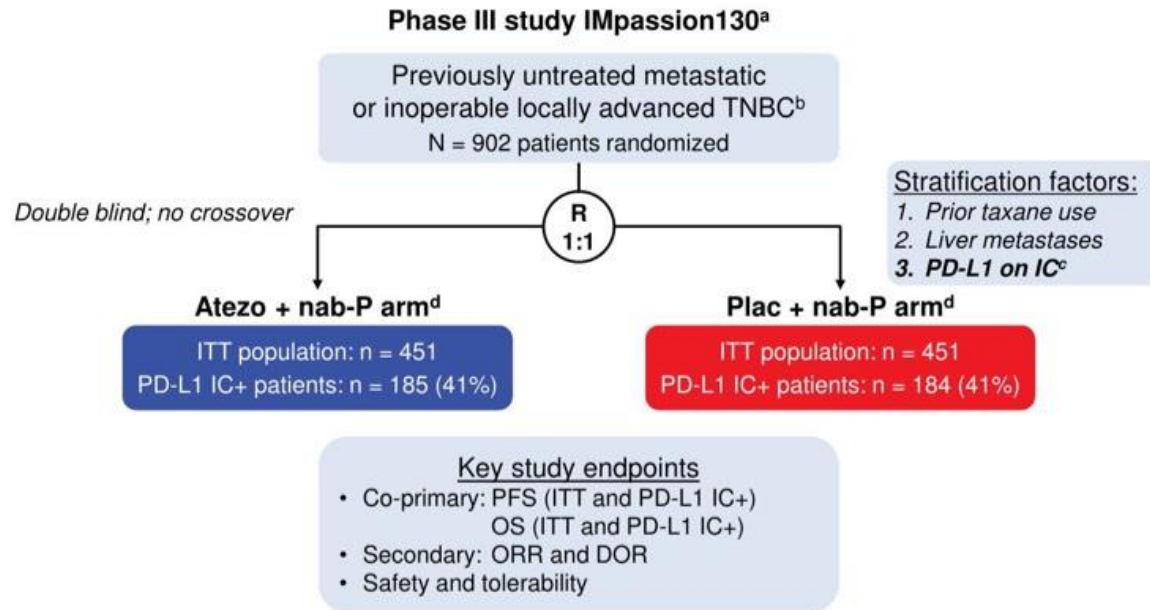 Phase III study IMpassion130ᵃ
Previously untreated metastatic
or inoperable locally advanced TNBCᵇ
N = 902 patients randomized
Double blind; no crossover
R
1:1
Stratification factors:
1. Prior taxane use
2. Liver metastases
3. PD-L1 on ICᶜ
Atezo + nab-P armᵈ
ITT population: n = 451
PD-L1 IC+ patients: n = 185 (41%)
Plac + nab-P armᵈ
ITT population: n = 451
PD-L1 IC+ patients: n = 184 (41%)
Key study endpoints
• Co-primary: PFS (ITT and PD-L1 IC+)
OS (ITT and PD-L1 IC+)
• Secondary: ORR and DOR
• Safety and tolerability